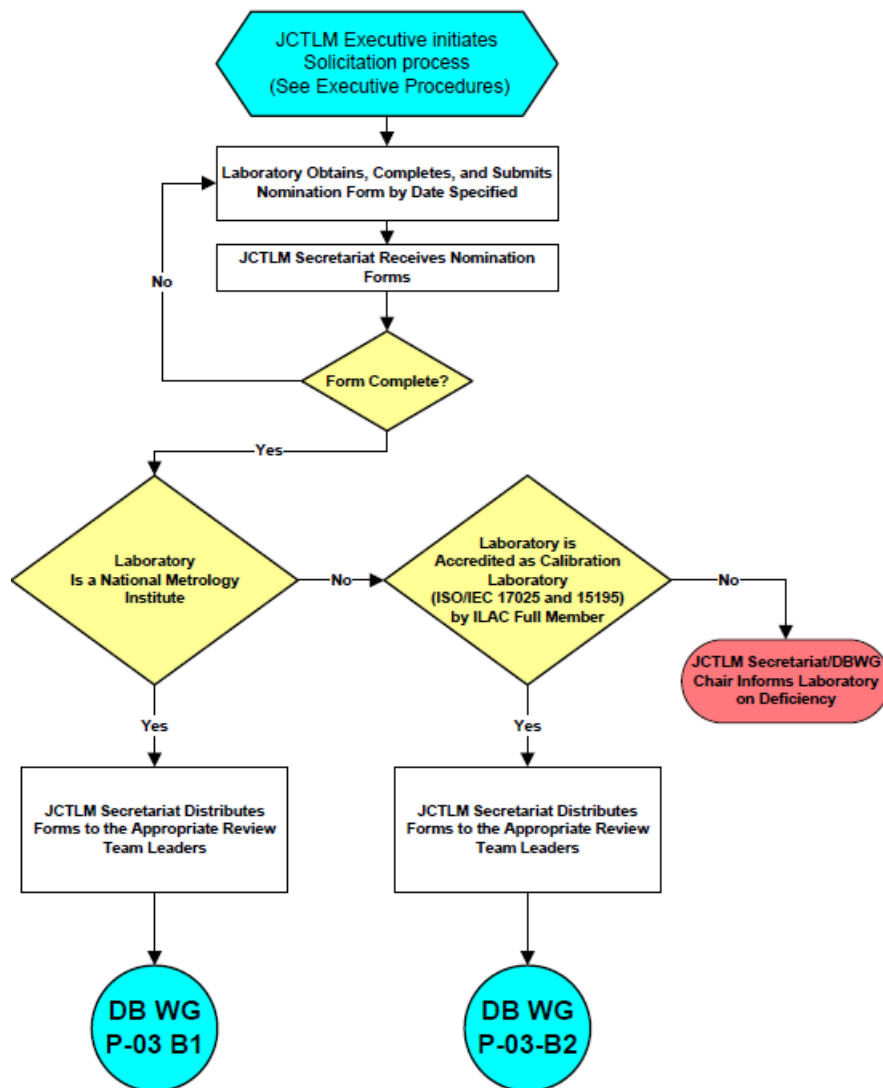 JCTLM Executive initiates
Solicitation process
(See Executive Procedures)
Laboratory Obtains, Completes, and Submits
Nomination Form by Date Specified
JCTLM Secretariat Receives Nomination
Forms
No
Form Complete?
Yes
Laboratory
Is a National Metrology
Institute
No
Laboratory is
Accredited as Calibration
Laboratory
(ISO/IEC 17025 and 15195)
by ILAC Full Member
No
JCTLM Secretariat/DBWG
Chair Informs Laboratory
on Deficiency
Yes
Yes
JCTLM Secretariat Distributes
Forms to the Appropriate Review
Team Leaders
JCTLM Secretariat Distributes
Forms to the Appropriate Review
Team Leaders
DB WG
P-03 B1
DB WG
P-03-B2